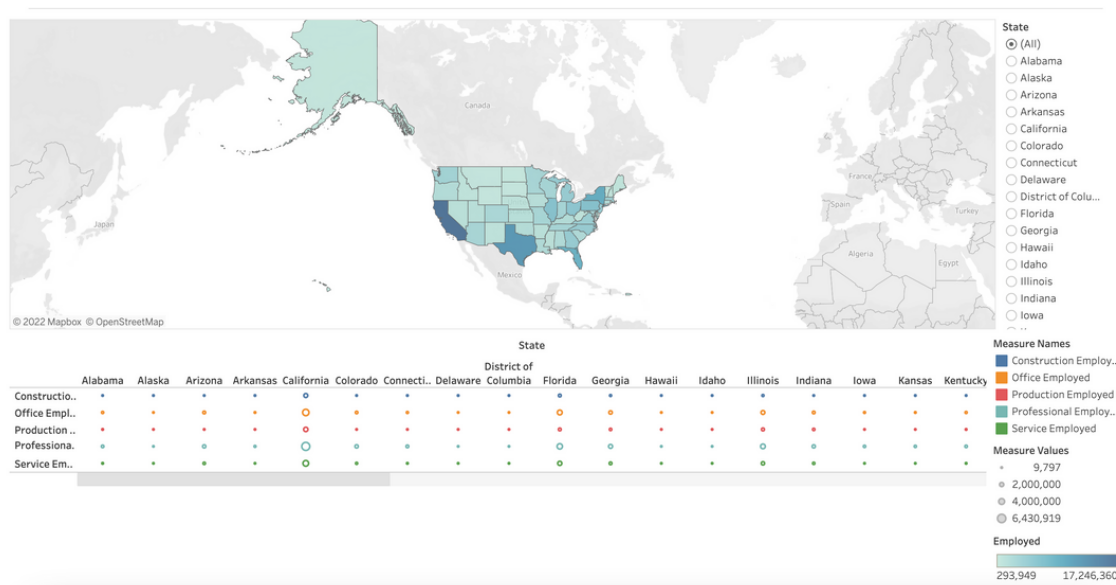 Canada
Japan
Mexico
France
Spain
Turkey
Algeria
Egypt
© 2022 Mapbox © OpenStreetMap
State
(All)
Alabama
Alaska
Arizona
Arkansas
California
Colorado
Connecticut
Delaware
District of Colu...
Florida
Georgia
Hawaii
Idaho
Illinois
Indiana
Iowa
State
Alabama Alaska Arizona Arkansas California Colorado Connecti.. Delaware District of Columbia Florida Georgia Hawaii Idaho Illinois Indiana Iowa Kansas Kentucky
Constructio..
Office Empl..
Production ..
Professiona.
Service Em..
Measure Names
Construction Employ..
Office Employed
Production Employed
Professional Employ..
Service Employed
Measure Values
9,797
2,000,000
4,000,000
6,430,919
Employed
293,949 17,246,360